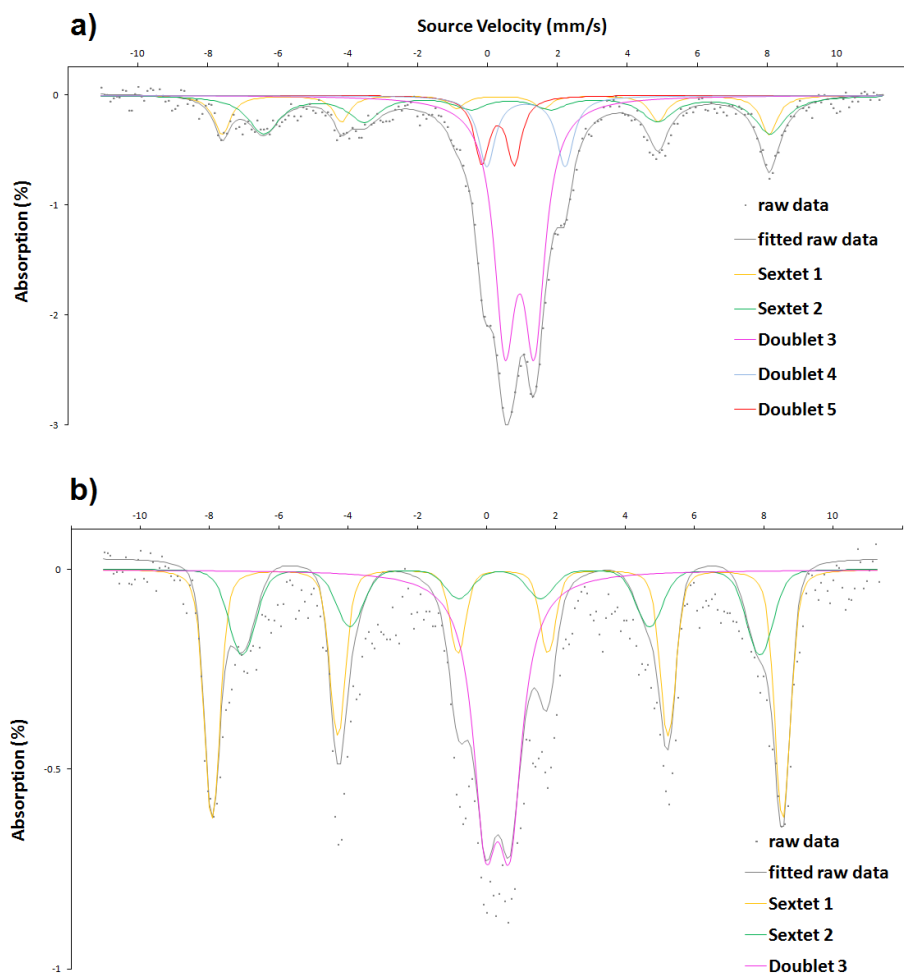 a)
Source Velocity (mm/s)
-10 -8 -6 -4 -2 0 2 4 6 8 10
0
-1
-2
-3
Absorption (%)
raw data
fitted raw data
Sextet 1
Sextet 2
Doublet 3
Doublet 4
Doublet 5
b)
-10 -8 -6 -4 -2 0 2 4 6 8 10
0
-0.5
-1
Absorption (%)
raw data
fitted raw data
Sextet 1
Sextet 2
Doublet 3